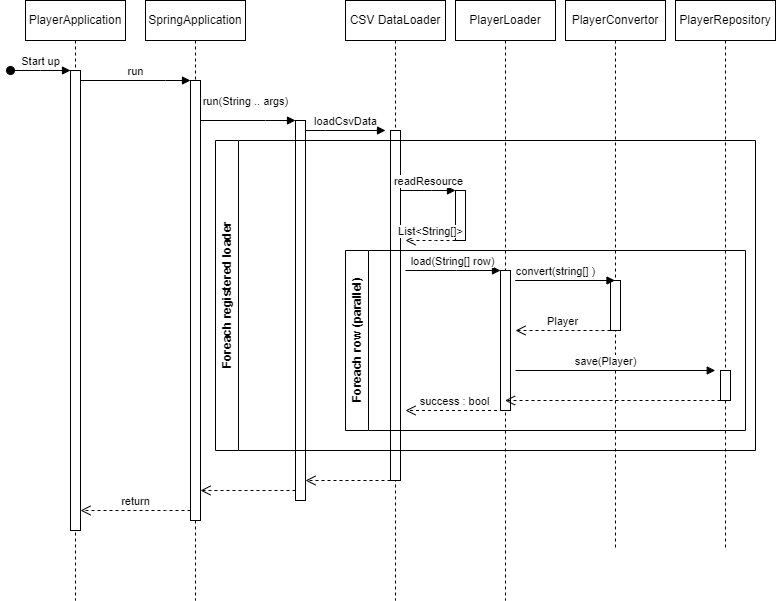 PlayerApplication
SpringApplication
CSV DataLoader
PlayerLoader
PlayerConvertor
PlayerRepository
Start up
run
run(String .. args)
loadCsvData
readResource
List<String[]>
Foreach registered loader
Foreach row (parallel)
load(String[] row)
convert(string[] )
Player
save(Player)
success : bool
return